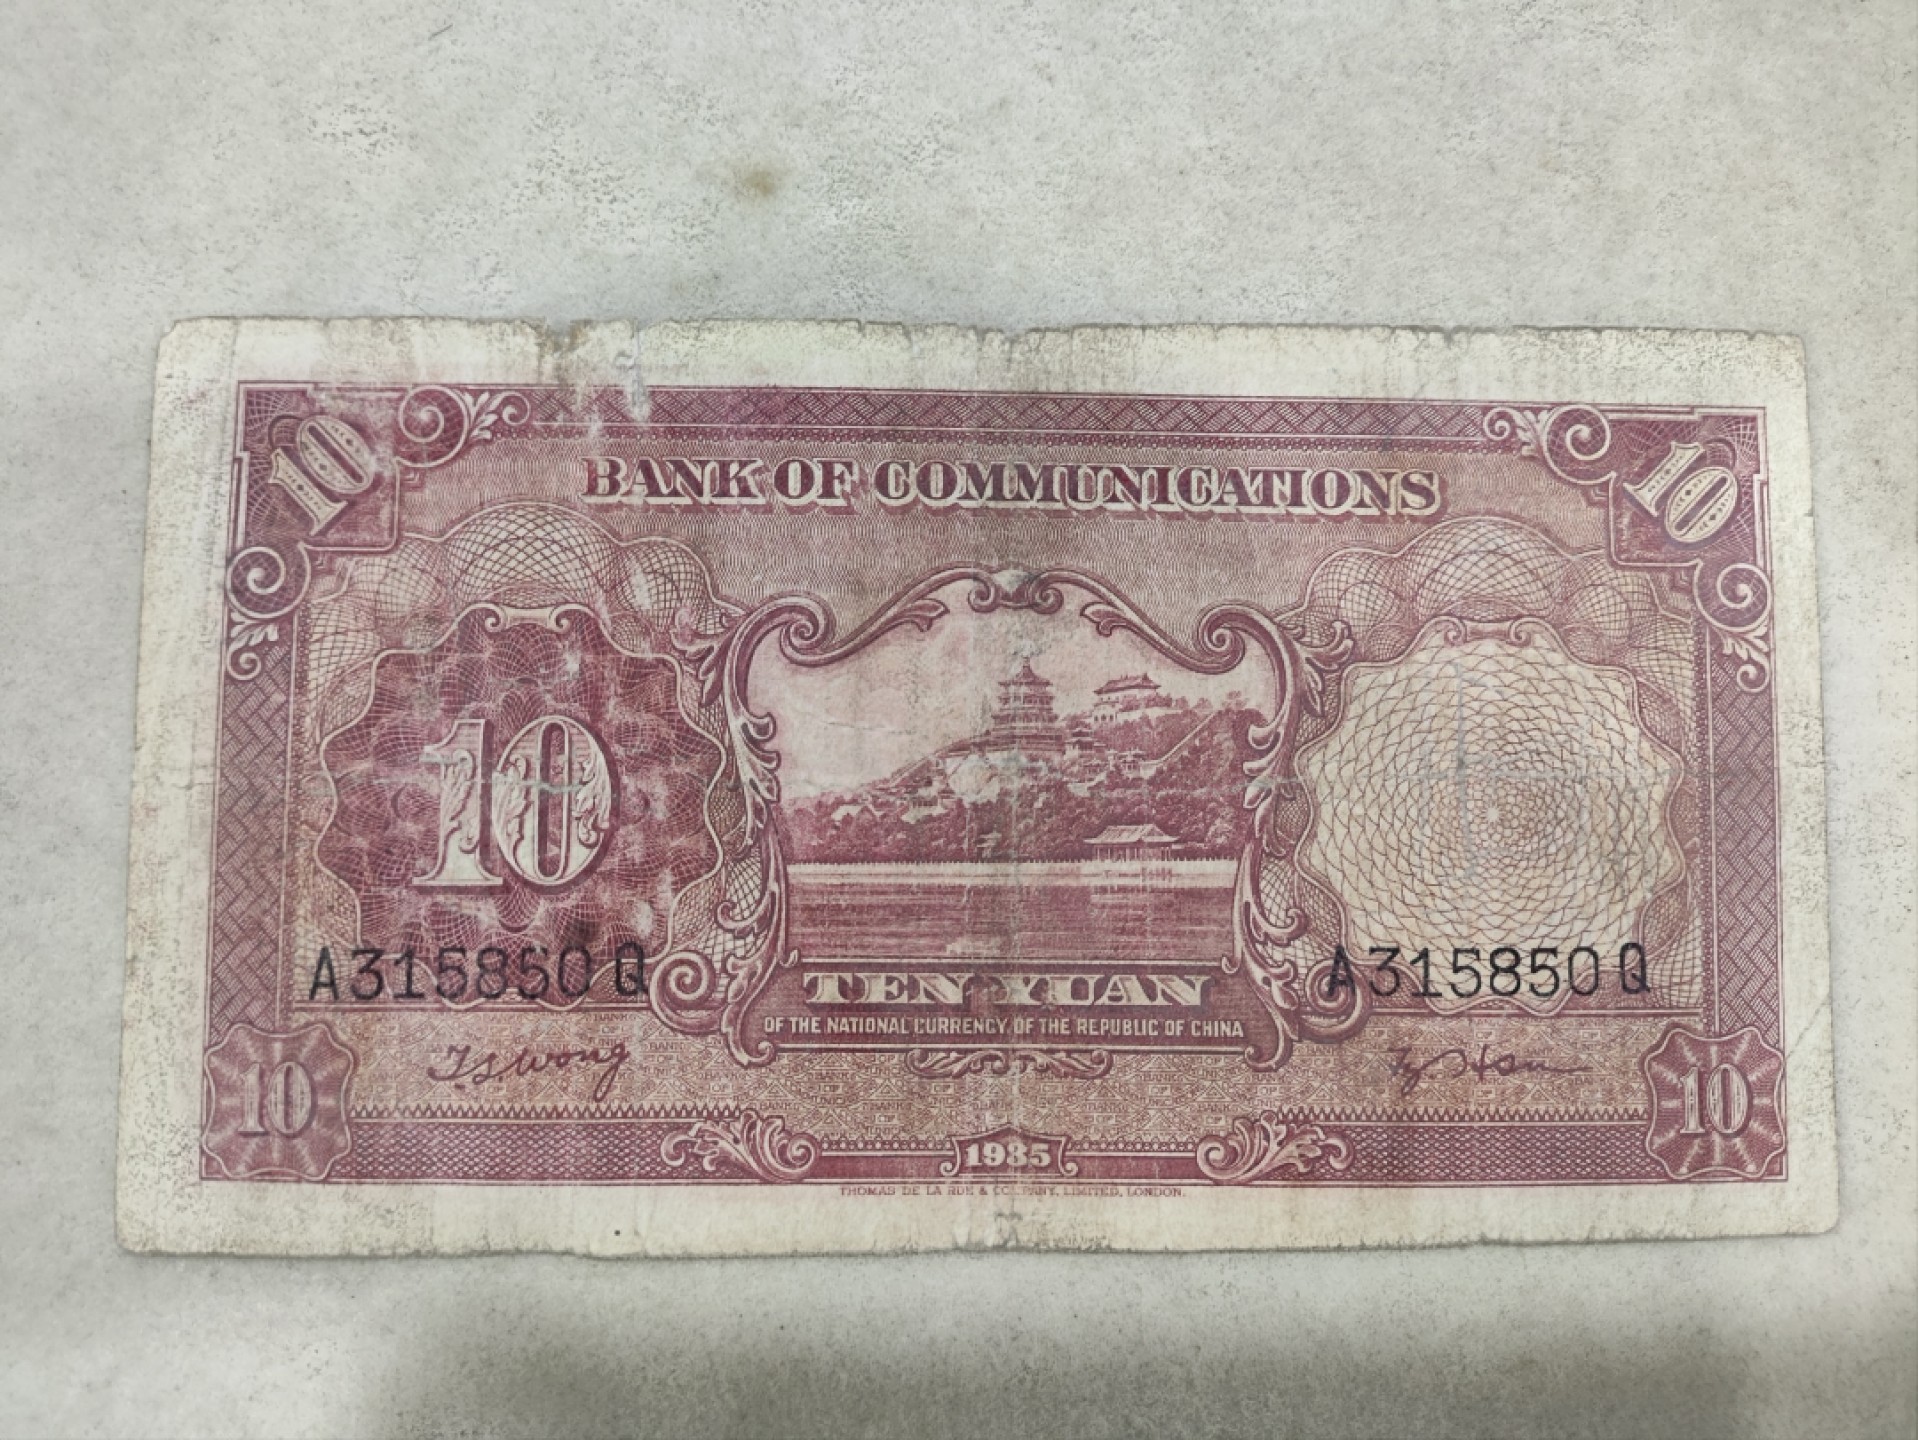 10 10
BANK OF COMMUNICATIONS
10
A315850Q A315850Q
TEN YUAN
OF THE NATIONAL CURRENCY OF THE REPUBLIC OF CHINA
T.S. Wong
10 10
1935
THOMAS DE LA RUE & COMPANY, LIMITED, LONDON.